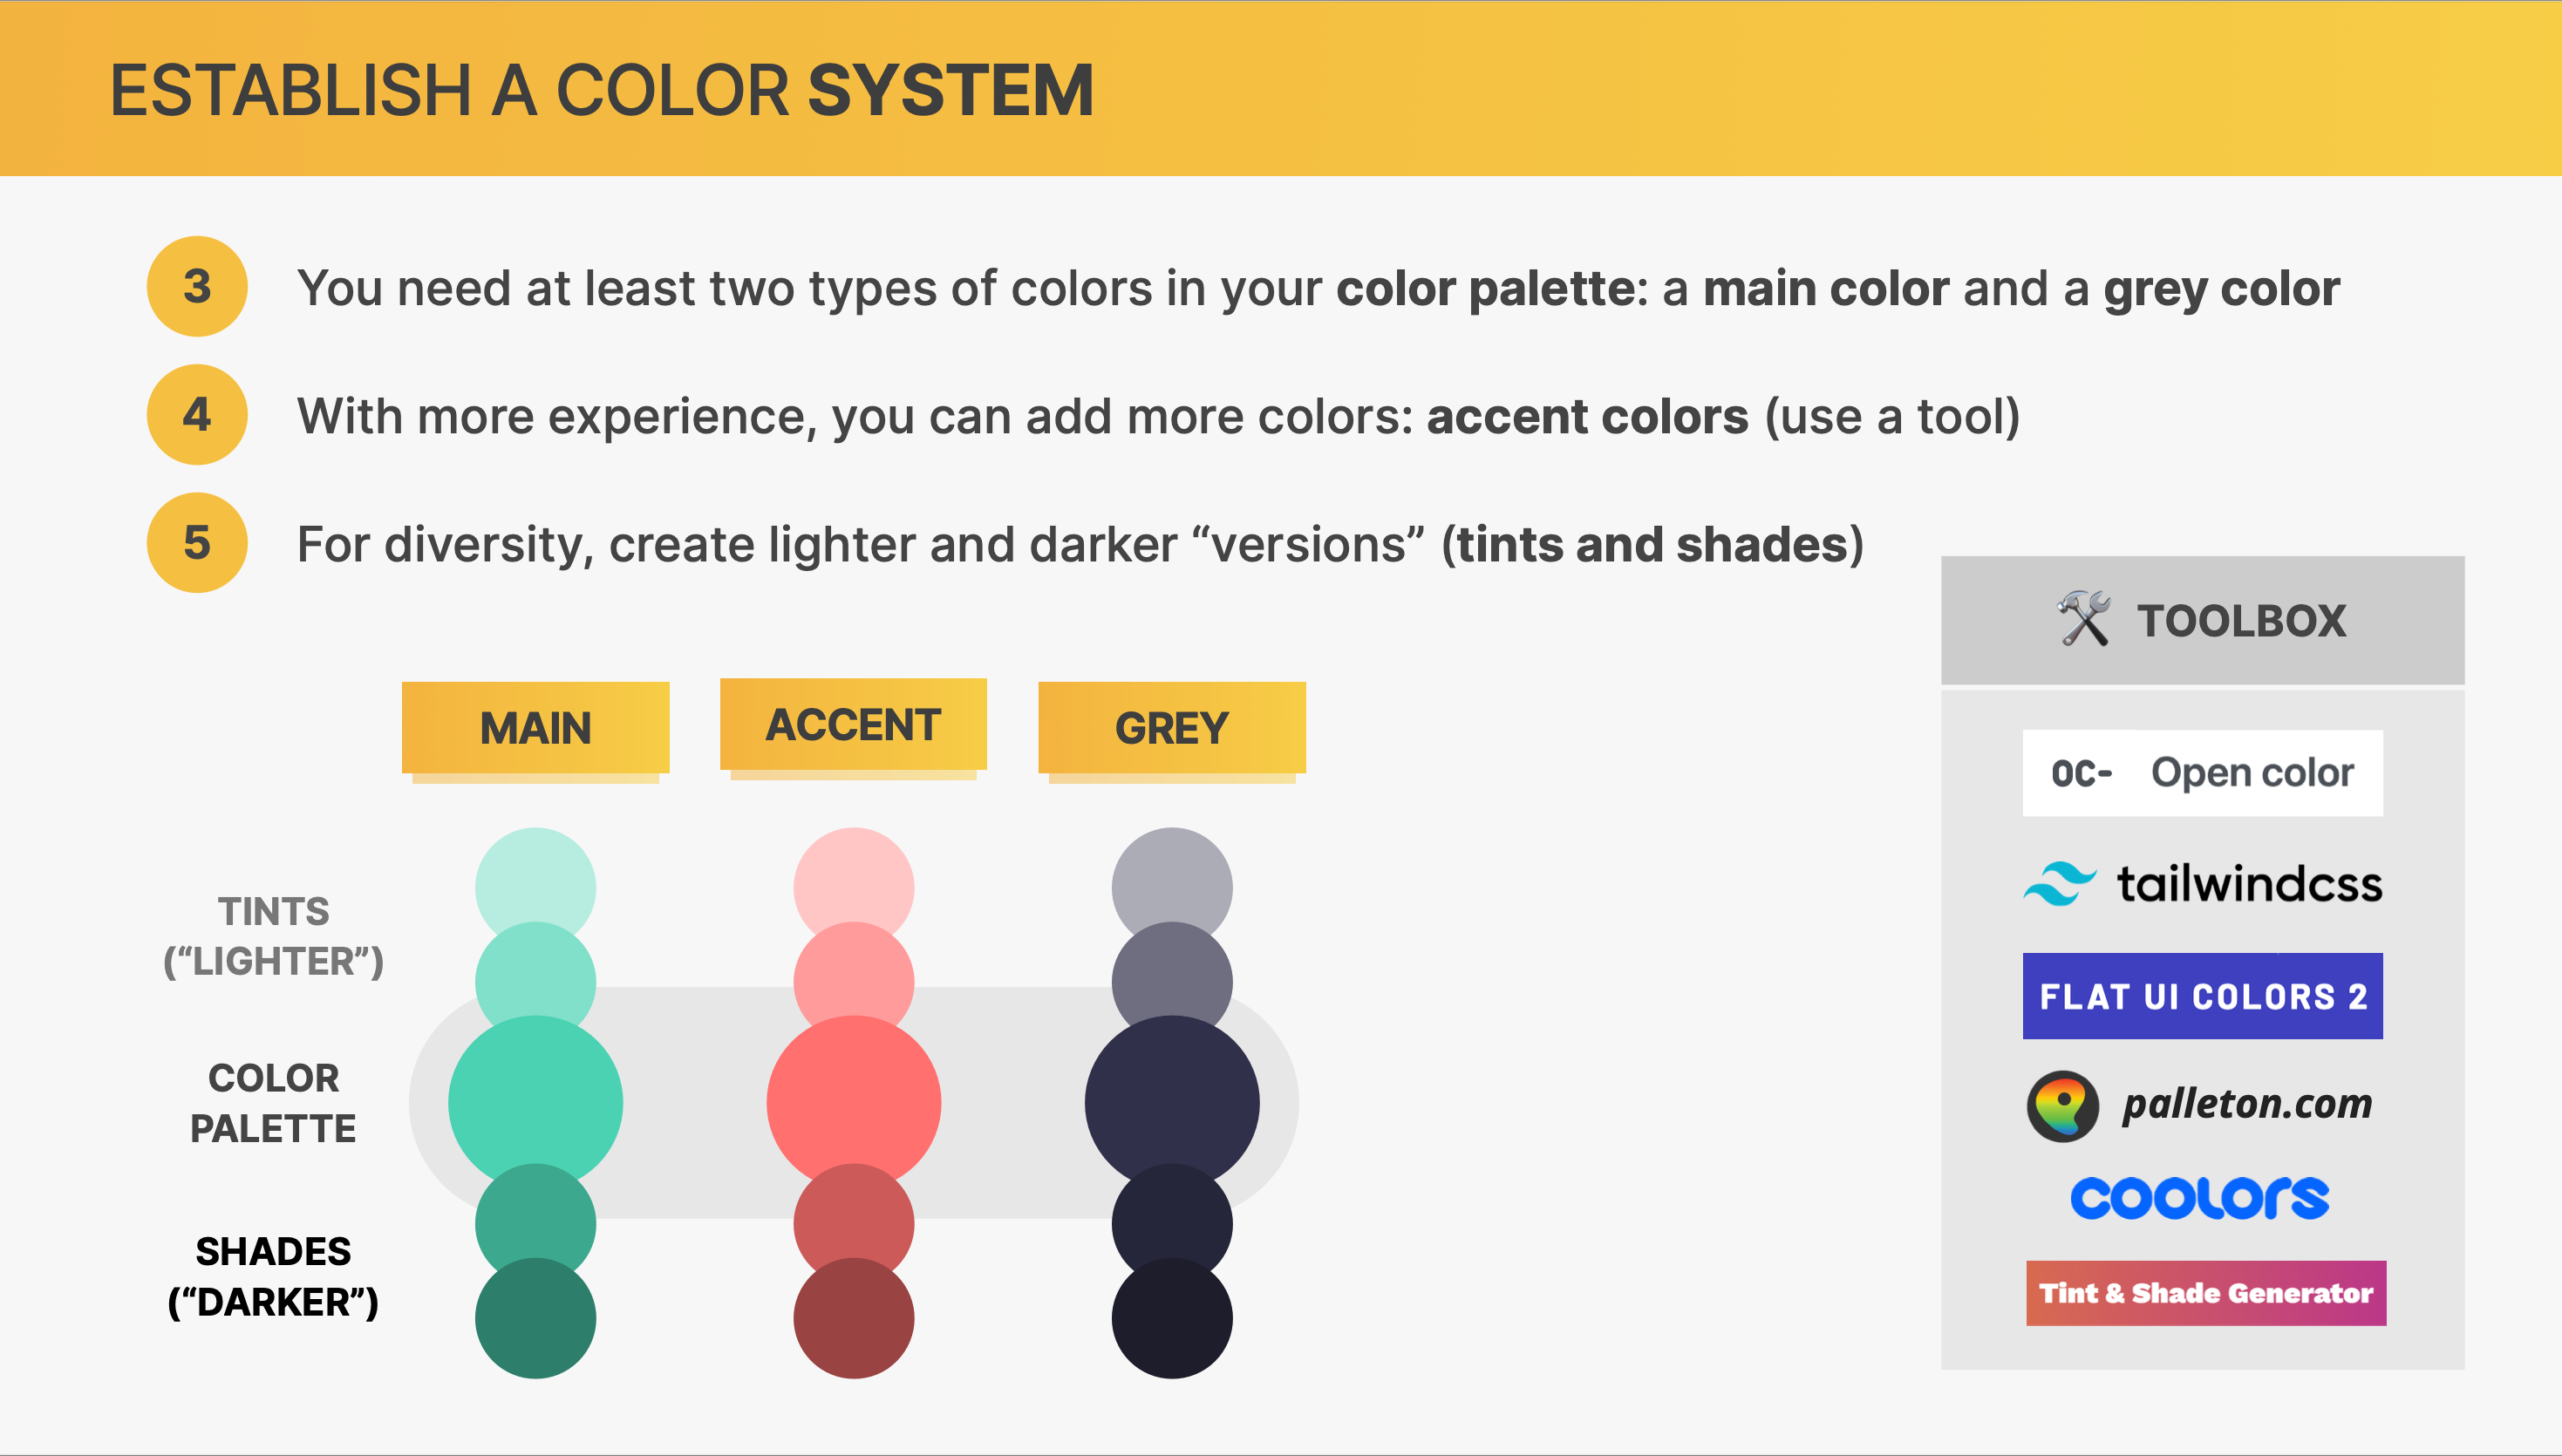 ESTABLISH A COLOR SYSTEM
3 You need at least two types of colors in your color palette: a main color and a grey color
4 With more experience, you can add more colors: accent colors (use a tool)
5 For diversity, create lighter and darker “versions” (tints and shades)
MAIN ACCENT GREY
TINTS
(“LIGHTER”)
COLOR
PALETTE
SHADES
(“DARKER”)
TOOLBOX
OC- Open color
tailwindcss
FLAT UI COLORS 2
palleton.com
coolors
Tint & Shade Generator